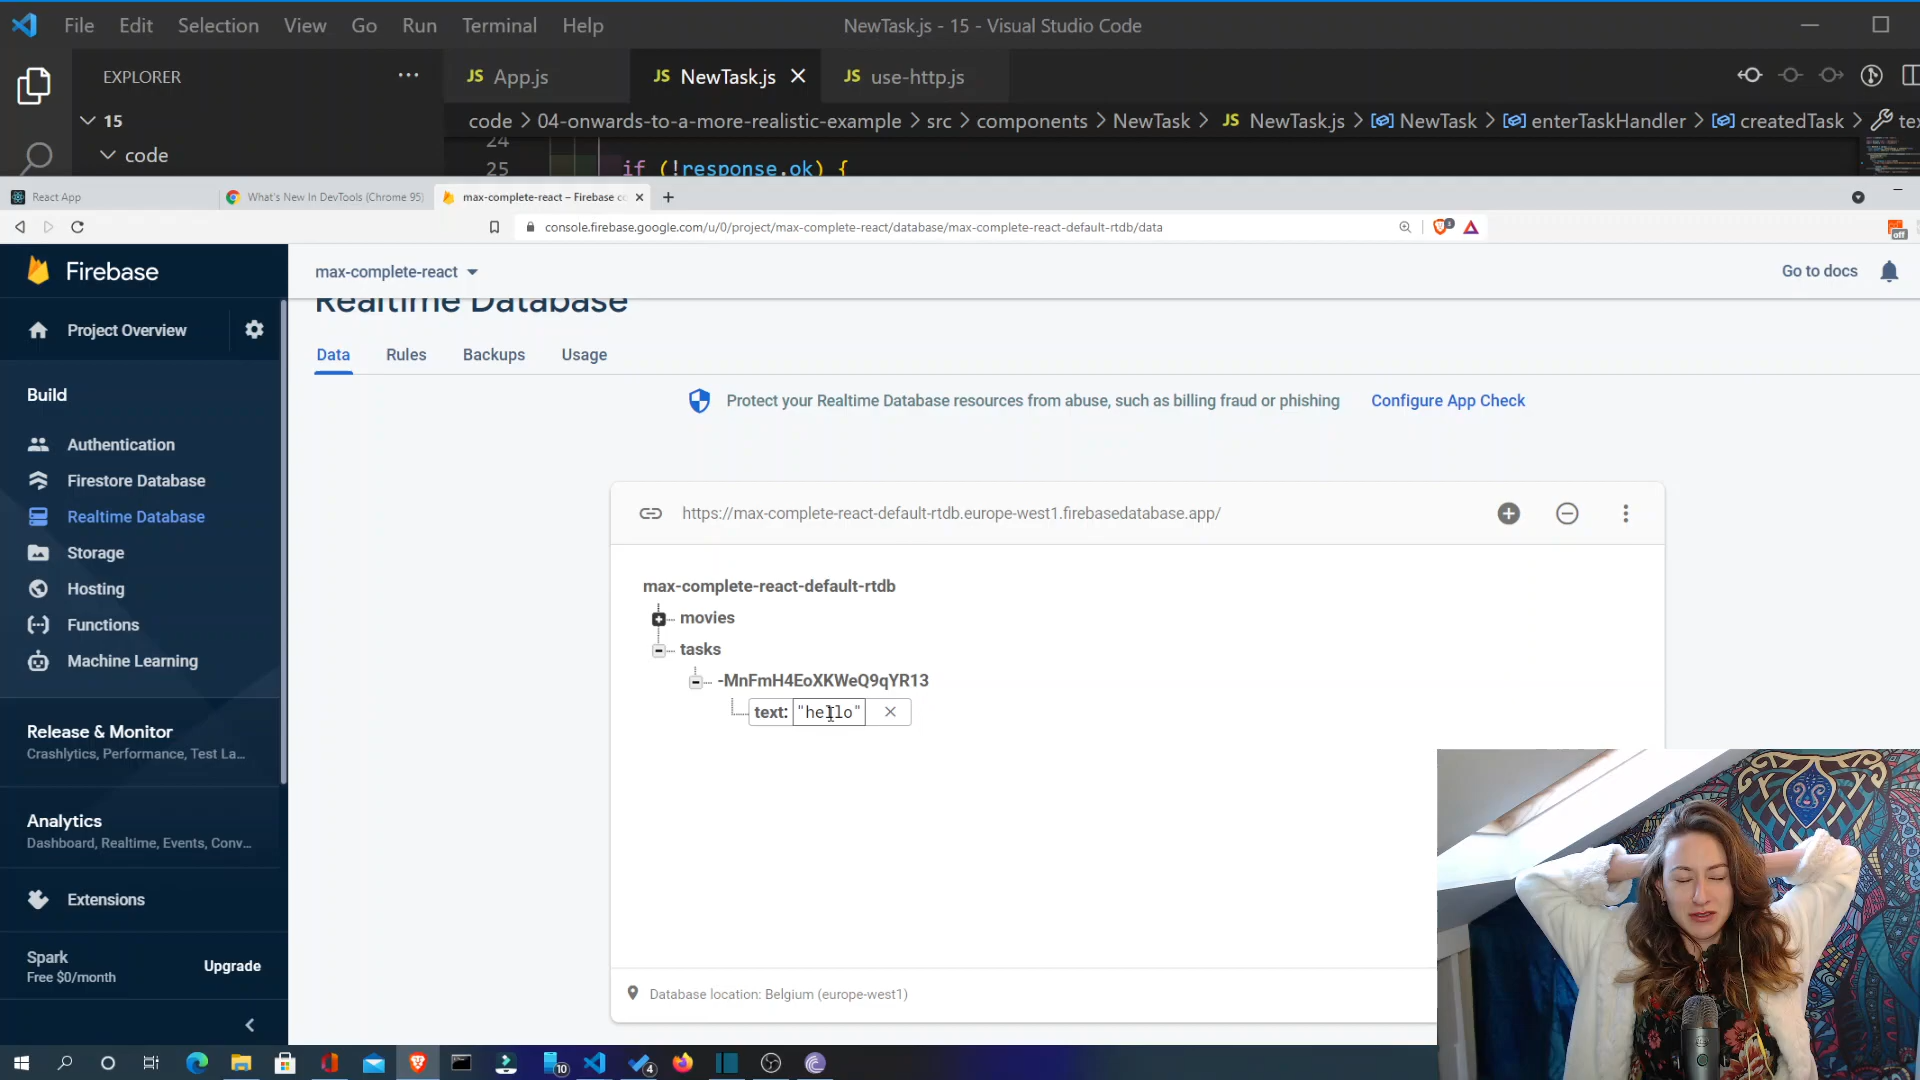 File Edit Selection View Go Run Terminal Help
NewTask.js - 15 - Visual Studio Code
EXPLORER
JS App.js
JS NewTask.js
JS use-http.js
15
code
code > 04-onwards-to-a-more-realistic-example > src > components > NewTask > JS NewTask.js > NewTask > enterTaskHandler > createdTask > te
24
25 if (!response.ok) {
React App
What's New In DevTools (Chrome 95)
max-complete-react – Firebase co
console.firebase.google.com/u/0/project/max-complete-react/database/max-complete-react-default-rtdb/data
3
off
Firebase
max-complete-react
Go to docs
Project Overview
Realtime Database
Data Rules Backups Usage
Build
Protect your Realtime Database resources from abuse, such as billing fraud or phishing
Configure App Check
Authentication
Firestore Database
Realtime Database
Storage
Hosting
Functions
Machine Learning
https://max-complete-react-default-rtdb.europe-west1.firebasedatabase.app/
max-complete-react-default-rtdb
movies
tasks
-MnFmH4EoXKWeQ9qYR13
text: "hello"
Release & Monitor
Crashlytics, Performance, Test La...
Analytics
Dashboard, Realtime, Events, Conv...
Extensions
Spark
Free $0/month
Upgrade
Database location: Belgium (europe-west1)
10
4